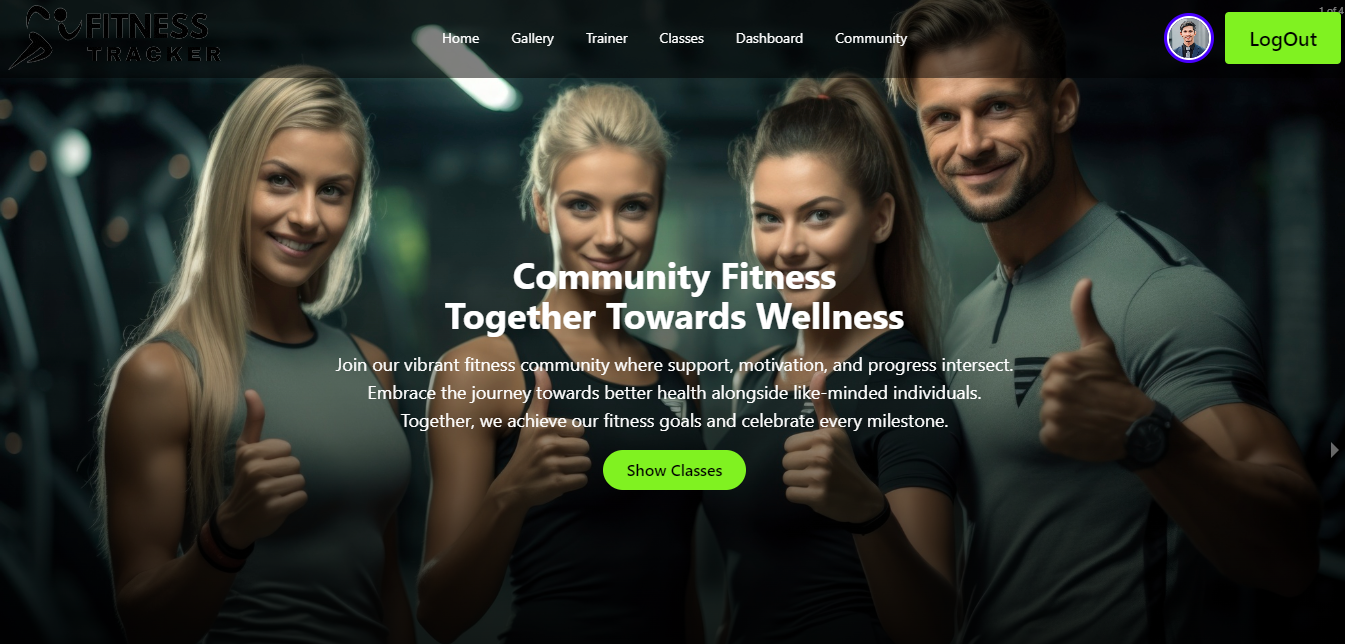 FITNESS
TRACKER
Home
Gallery
Trainer
Classes
Dashboard
Community
1 of 4
LogOut
Community Fitness
Together Towards Wellness
Join our vibrant fitness community where support, motivation, and progress intersect.
Embrace the journey towards better health alongside like-minded individuals.
Together, we achieve our fitness goals and celebrate every milestone.
Show Classes